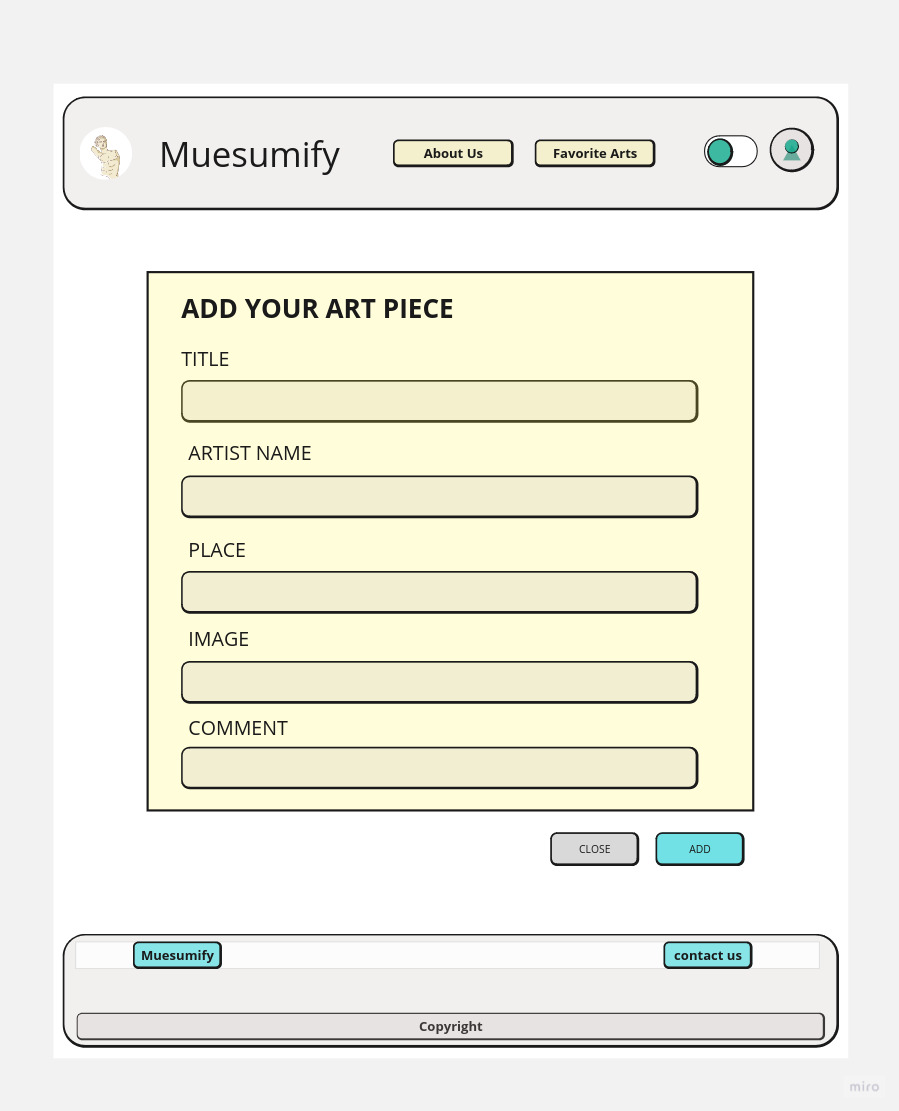 Muesumify
About Us
Favorite Arts
ADD YOUR ART PIECE
TITLE
ARTIST NAME
PLACE
IMAGE
COMMENT
CLOSE
ADD
Muesumify
contact us
Copyright
miro